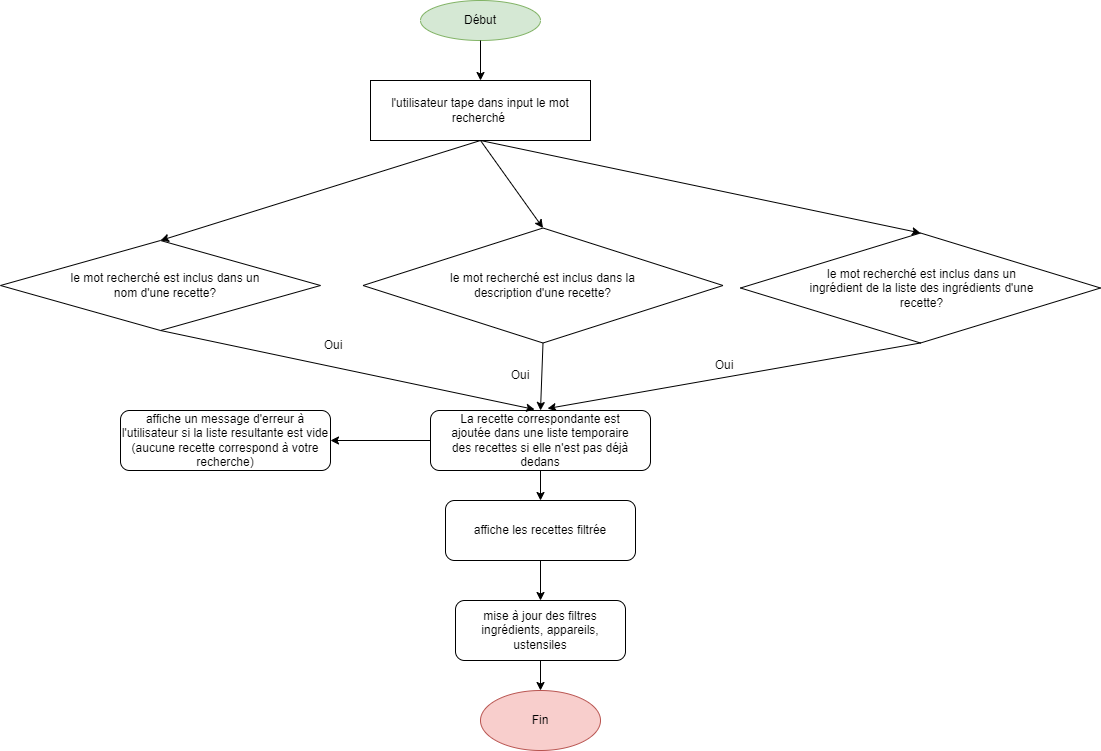 Début
l'utilisateur tape dans input le mot
recherché
le mot recherché est inclus dans un
nom d'une recette?
le mot recherché est inclus dans la
description d'une recette?
le mot recherché est inclus dans un
ingrédient de la liste des ingrédients d'une
recette?
Oui
Oui
Oui
affiche un message d'erreur à
l'utilisateur si la liste resultante est vide
(aucune recette correspond à votre
recherche)
La recette correspondante est
ajoutée dans une liste temporaire
des recettes si elle n'est pas déjà
dedans
affiche les recettes filtrée
mise à jour des filtres
ingrédients, appareils,
ustensiles
Fin